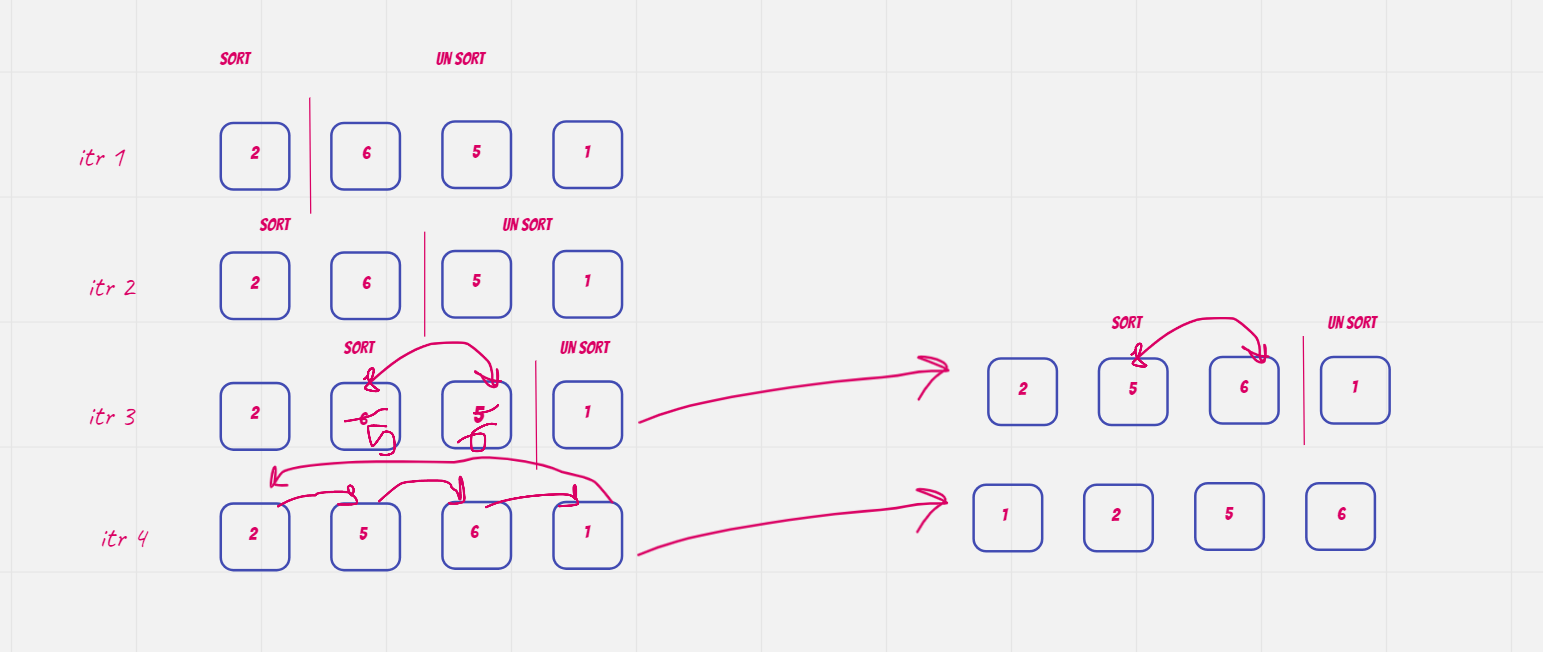 SORT UN SORT
itr 1 2 6 5 1
SORT UN SORT
itr 2 2 6 5 1
SORT UN SORT
SORT UN SORT
itr 3 2 6 5 1
5 6
2 5 6 1
itr 4 2 5 6 1
1 2 5 6